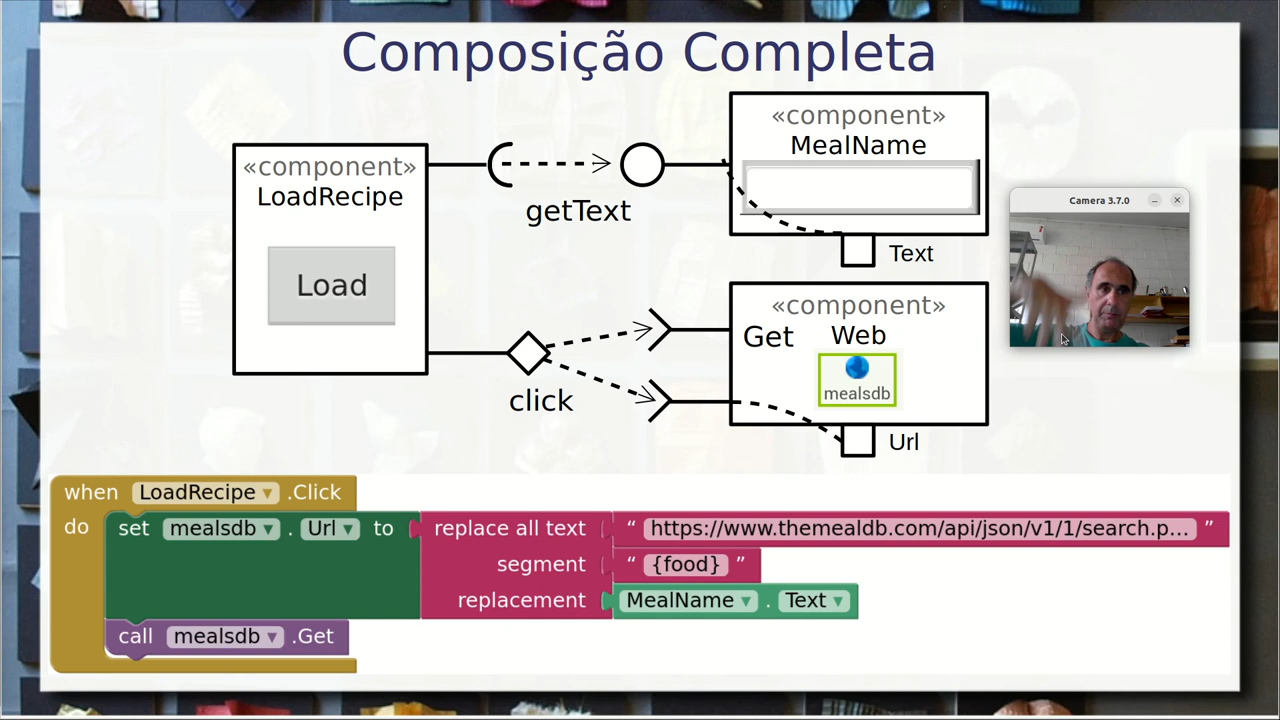 Composição Completa
«component»
LoadRecipe
Load
getText
click
«component»
MealName
Text
«component»
Get Web
mealsdb
Url
Camera 3.7.0
when LoadRecipe .Click
do set mealsdb . Url to replace all text “ https://www.themealdb.com/api/json/v1/1/search.p... ”
segment “ {food} ”
replacement MealName . Text
call mealsdb .Get